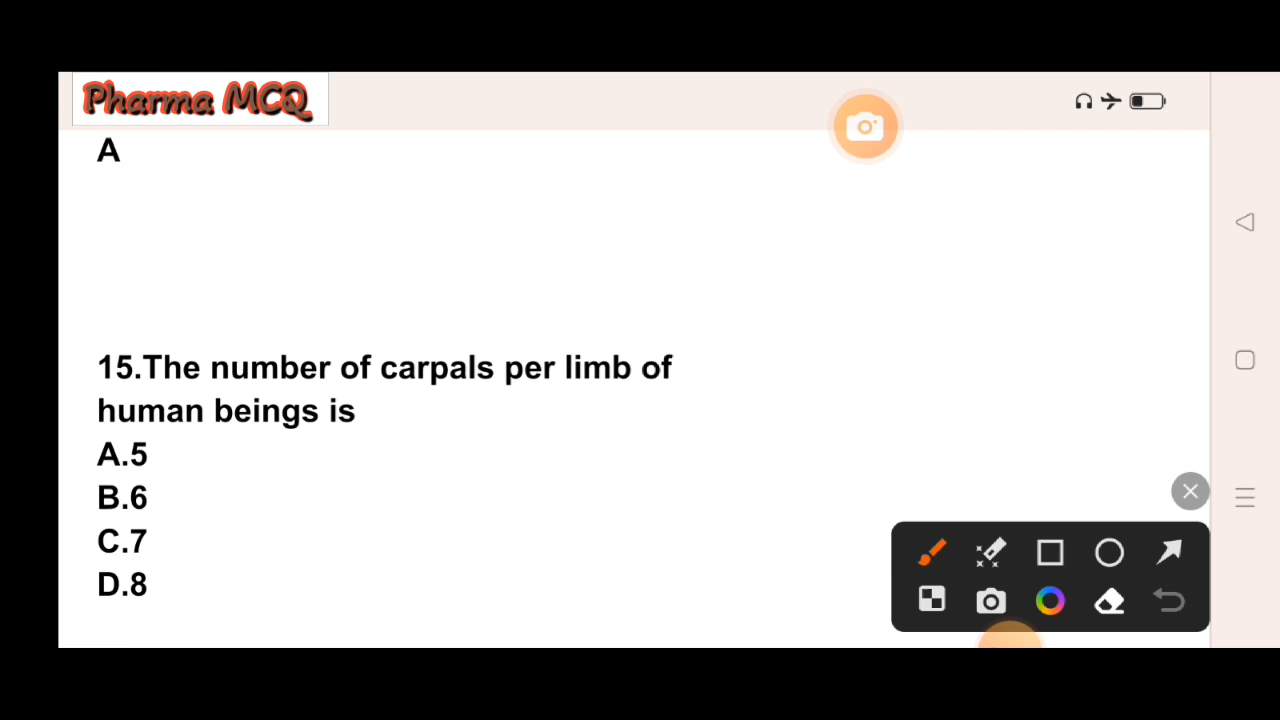 Pharma MCQ
A
15.The number of carpals per limb of
human beings is
A.5
B.6
C.7
D.8